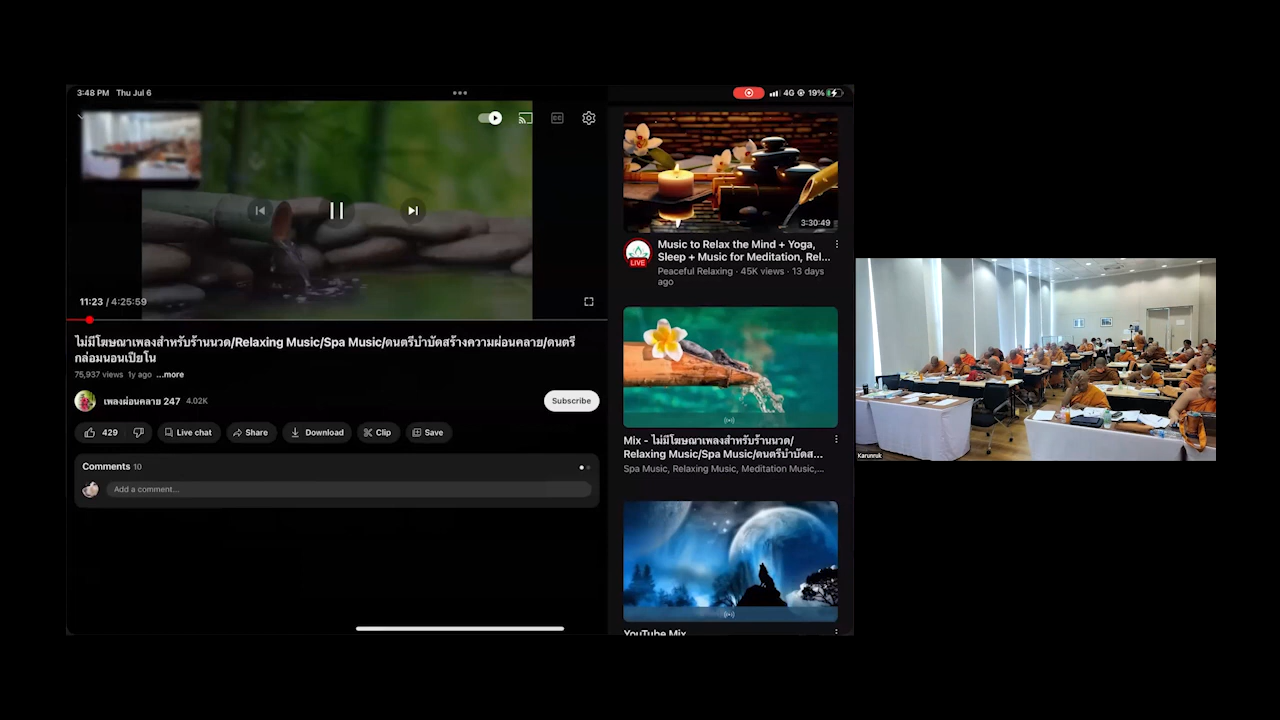 3:48 PM Thu Jul 6
4G 19%
CC
11:23 / 4:25:59
ไม่มีโฆษณาเพลงสำหรับร้านนวด/Relaxing Music/Spa Music/ดนตรีบำบัดสร้างความผ่อนคลาย/ดนตรี
กล่อมนอนเปียโน
75,937 views 1y ago ...more
เพลงผ่อนคลาย 247 4.02K
Subscribe
429 Live chat Share Download Clip Save
Comments 10
Add a comment...
3:30:49
LIVE
Music to Relax the Mind + Yoga,
Sleep + Music for Meditation, Rel...
Peaceful Relaxing · 45K views · 13 days
ago
Mix - ไม่มีโฆษณาเพลงสำหรับร้านนวด/
Relaxing Music/Spa Music/ดนตรีบำบัดส...
Spa Music, Relaxing Music, Meditation Music,...
YouTube Mix
Karunruk